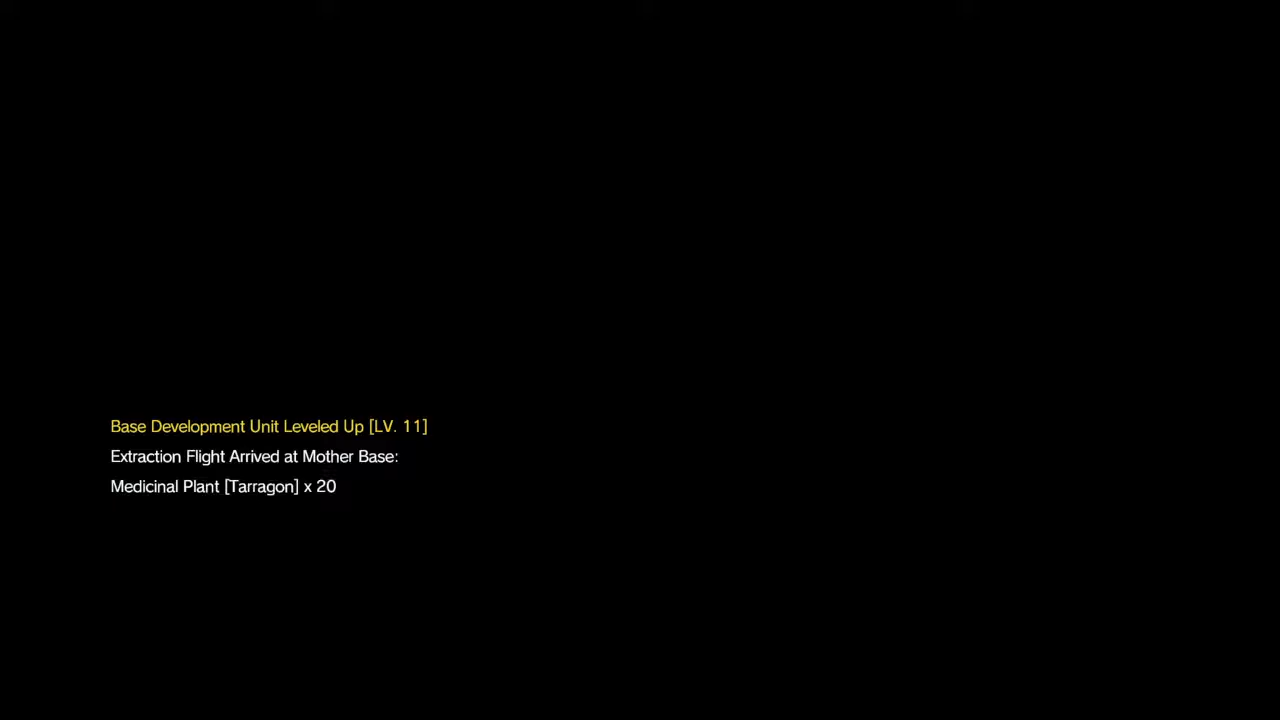 Base Development Unit Leveled Up [LV. 11]
Extraction Flight Arrived at Mother Base:
Medicinal Plant [Tarragon] x 20